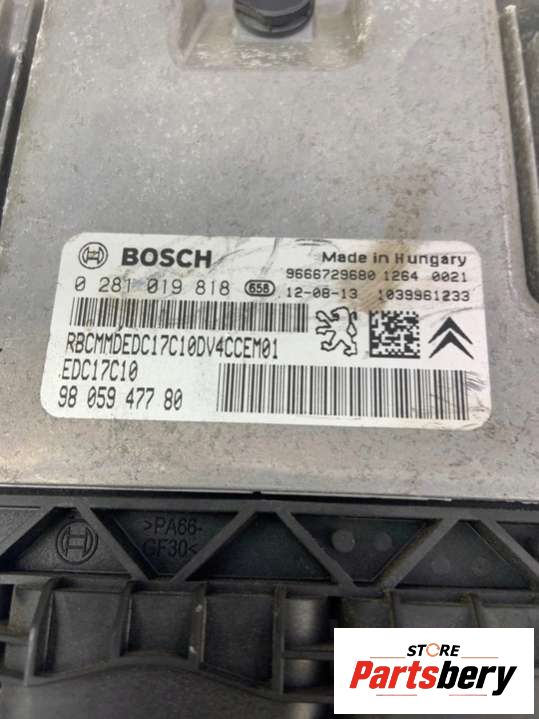 BOSCH
Made in Hungary
9666729680 1264 0021
0 281 019 818 658 12-08-13 1039961233
RBCMMDEDC17C10DV4CCEM01
EDC17C10
98 059 477 80
>PA66-
GF30<
STORE
Partsbery